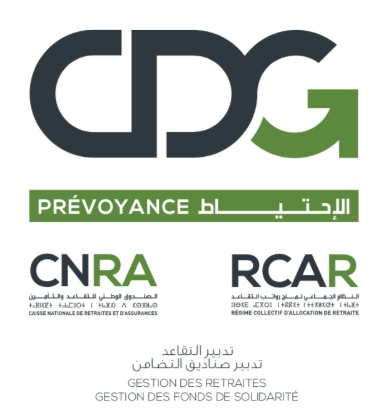 CDG
PRÉVOYANCE الإحتيـاط
CNRA
الصندوق الوطني للتقاعد والتأمين
CAISSE NATIONALE DE RETRAITES ET D'ASSURANCES
RCAR
النظام الجماعي لمنح رواتب التقاعد
RÉGIME COLLECTIF D'ALLOCATION DE RETRAITE
تدبير التقاعد
تدبير صناديق التضامن
GESTION DES RETRAITES
GESTION DES FONDS DE SOLIDARITÉ